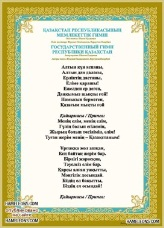 ҚАЗАҚСТАН РЕСПУБЛИКАСЫНЫҢ
МЕМЛЕКЕТТІК ГИМНІ
ГОСУДАРСТВЕННЫЙ ГИМН
РЕСПУБЛИКИ КАЗАХСТАН
Алтын күн аспаны,
Алтын дән даласы,
Ерліктің дастаны,
Еліме қарашы!
Ежелден ер деген,
Даңқымыз шықты ғой!
Намысын бермеген,
Қазағым мықты ғой!
Қайырмасы / Припев:
Менің елім, менің елім,
Гүлің болып егілемін,
Жырың болып төгілемін, елім!
Туған жерім менің – Қазақстаным!
Ұрпаққа жол ашқан,
Кең байтақ жерім бар.
Бірлігі жарасқан,
Тәуелсіз елім бар.
Қарсы алған уақытты,
Мәңгілік досындай.
Біздің ел бақытты,
Біздің ел осындай!
Қайырмасы / Припев: